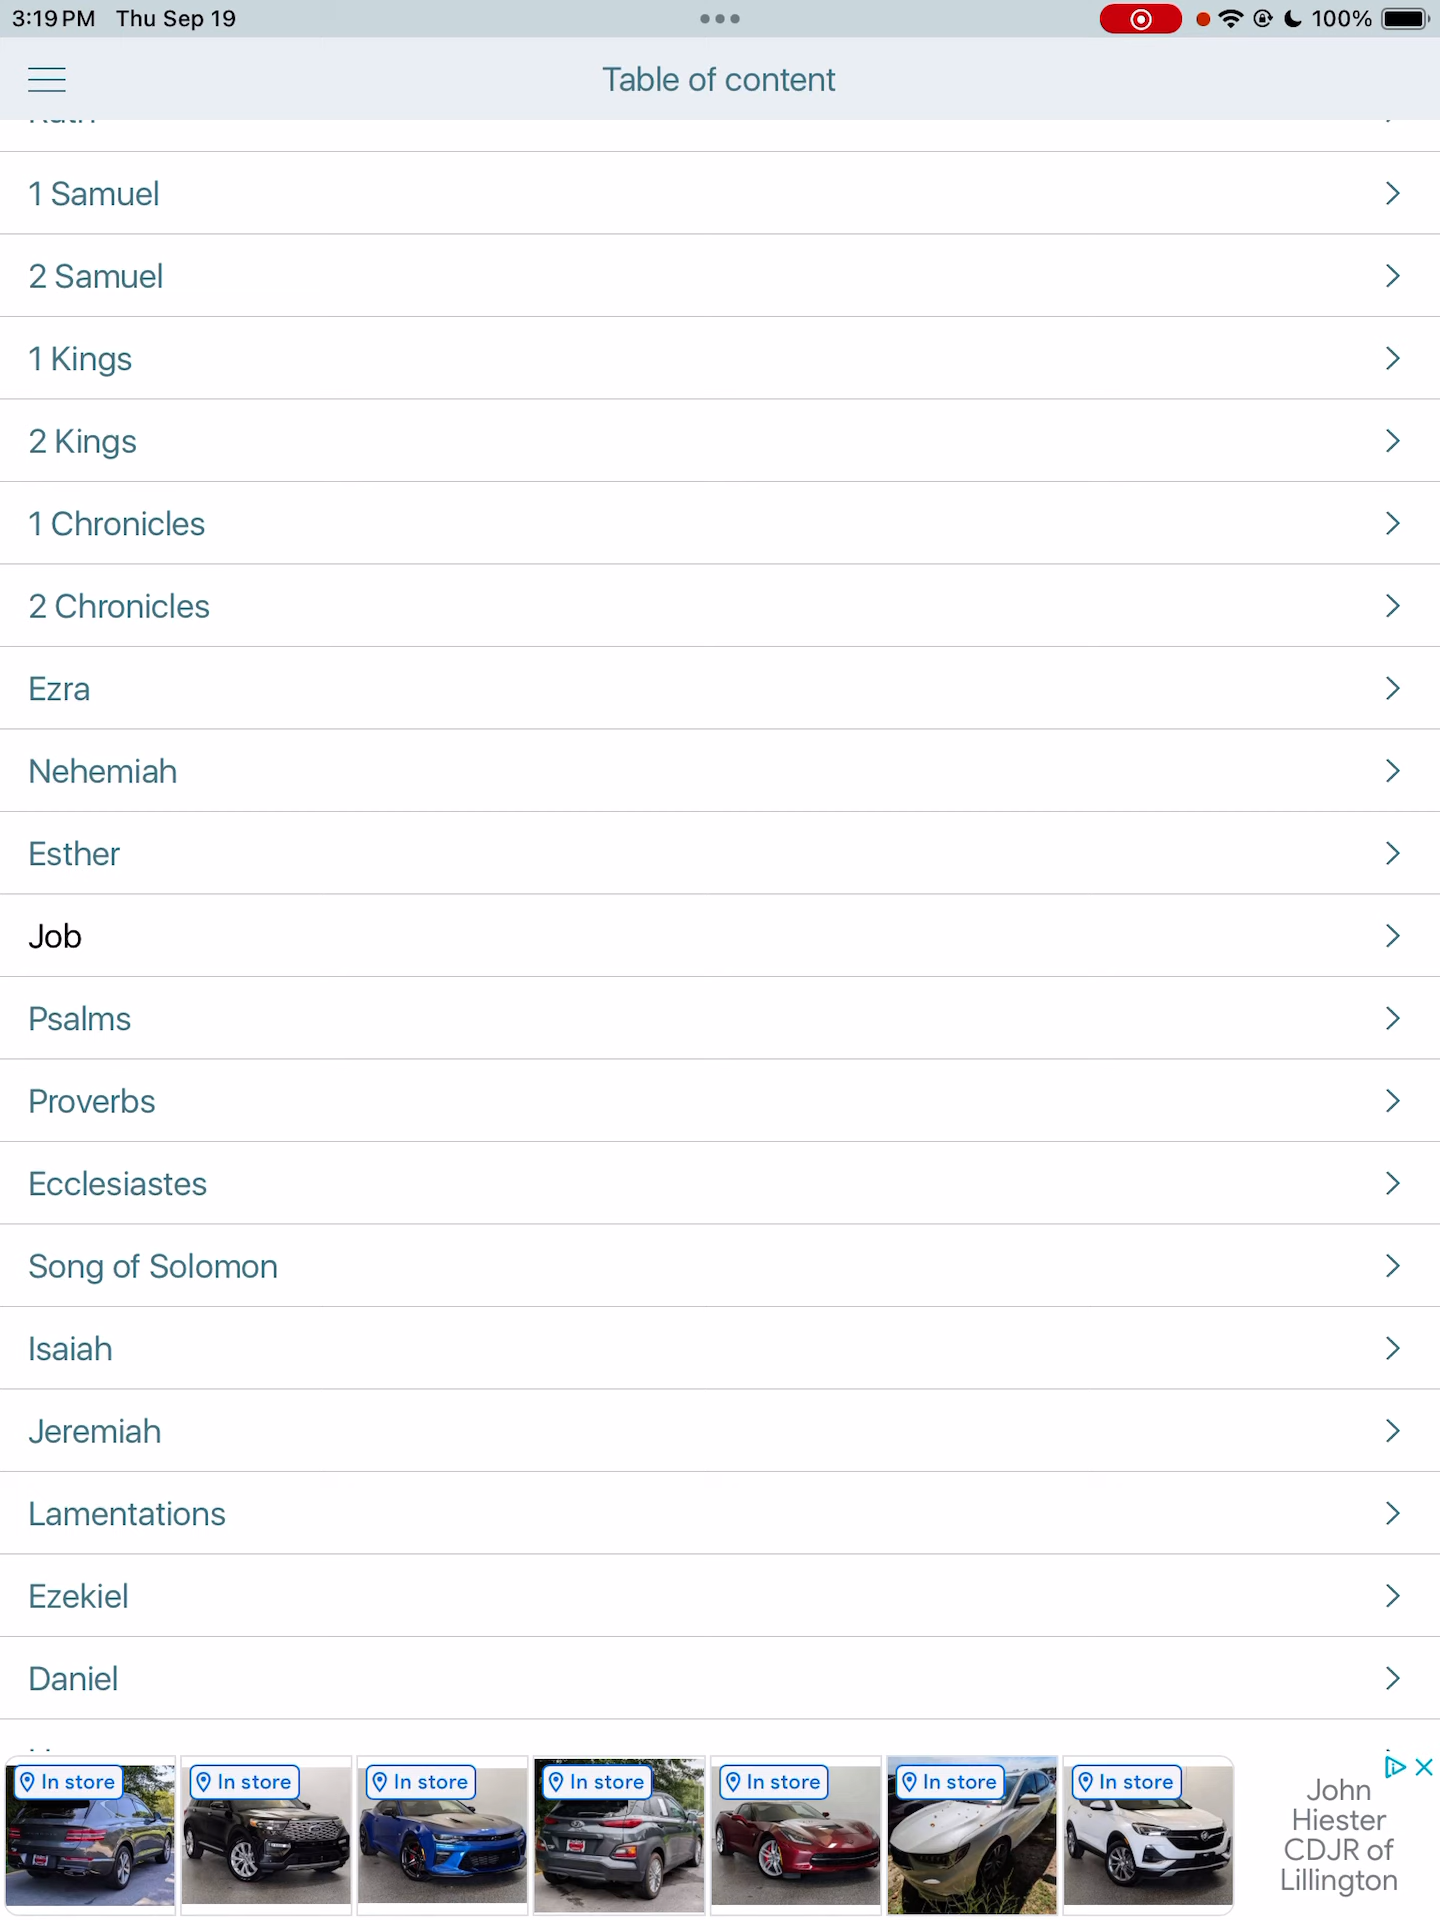 3:19 PM Thu Sep 19
100%
Table of content
1 Samuel
2 Samuel
1 Kings
2 Kings
1 Chronicles
2 Chronicles
Ezra
Nehemiah
Esther
Job
Psalms
Proverbs
Ecclesiastes
Song of Solomon
Isaiah
Jeremiah
Lamentations
Ezekiel
Daniel
In store
In store
In store
In store
In store
In store
In store
John
Hiester
CDJR of
Lillington